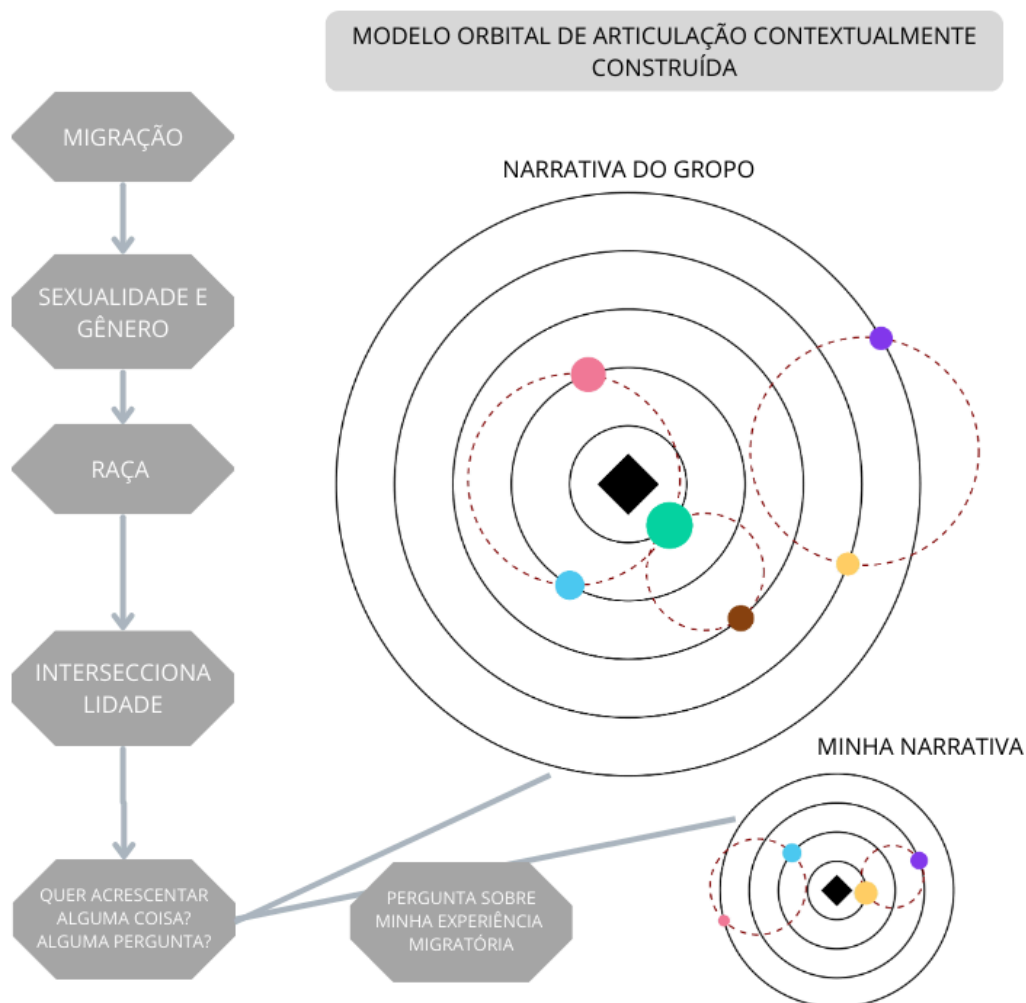 MODELO ORBITAL DE ARTICULAÇÃO CONTEXTUALMENTE
CONSTRUÍDA
MIGRAÇÃO
SEXUALIDADE E
GÊNERO
RAÇA
INTERSECCIONA
LIDADE
QUER ACRESCENTAR
ALGUMA COISA?
ALGUMA PERGUNTA?
NARRATIVA DO GROPO
MINHA NARRATIVA
PERGUNTA SOBRE
MINHA EXPERIÊNCIA
MIGRATÓRIA